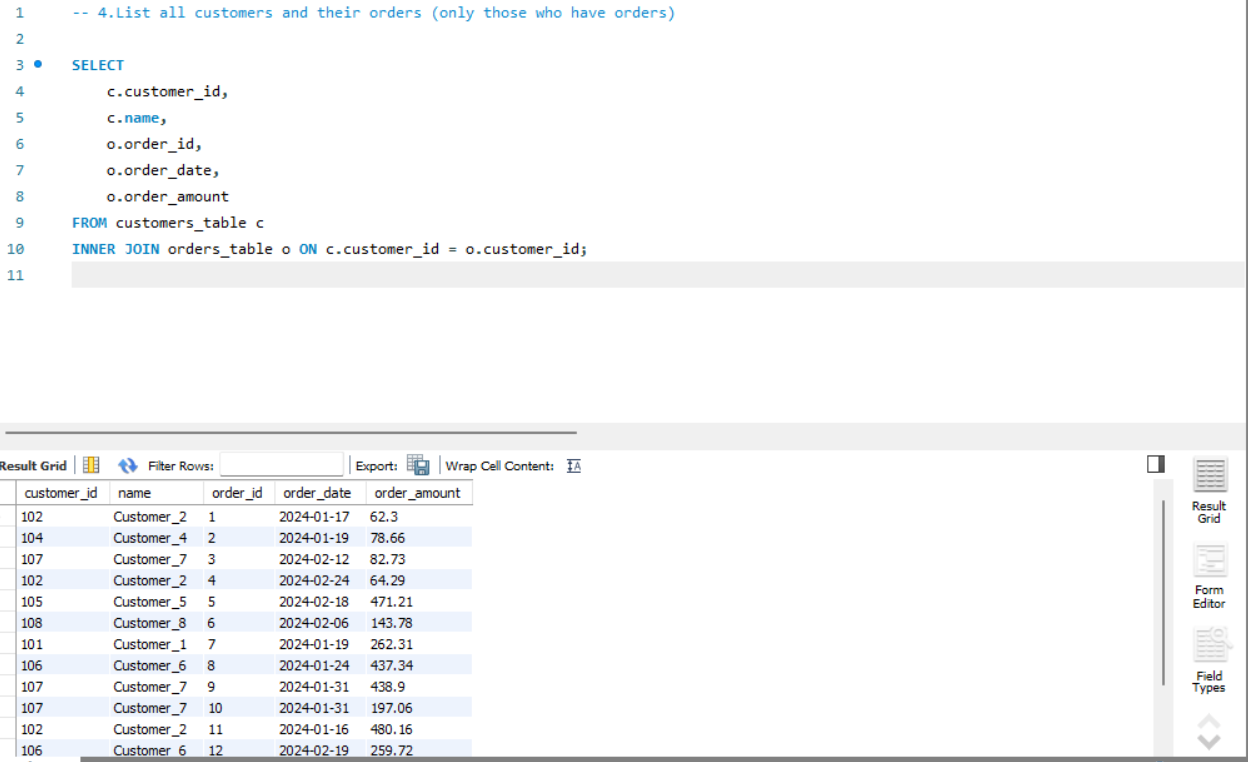 1 -- 4.List all customers and their orders (only those who have orders)
2
3 SELECT
4 c.customer_id,
5 c.name,
6 o.order_id,
7 o.order_date,
8 o.order_amount
9 FROM customers_table c
10 INNER JOIN orders_table o ON c.customer_id = o.customer_id;
11
Result Grid Filter Rows: Export: Wrap Cell Content: IA
customer_id name order_id order_date order_amount
102 Customer_2 1 2024-01-17 62.3
104 Customer_4 2 2024-01-19 78.66
107 Customer_7 3 2024-02-12 82.73
102 Customer_2 4 2024-02-24 64.29
105 Customer_5 5 2024-02-18 471.21
108 Customer_8 6 2024-02-06 143.78
101 Customer_1 7 2024-01-19 262.31
106 Customer_6 8 2024-01-24 437.34
107 Customer_7 9 2024-01-31 438.9
107 Customer_7 10 2024-01-31 197.06
102 Customer_2 11 2024-01-16 480.16
106 Customer_6 12 2024-02-19 259.72
Result
Grid
Form
Editor
Field
Types